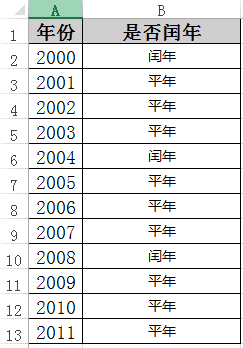 A B
1 年份 是否闰年
2 2000 闰年
3 2001 平年
4 2002 平年
5 2003 平年
6 2004 闰年
7 2005 平年
8 2006 平年
9 2007 平年
10 2008 闰年
11 2009 平年
12 2010 平年
13 2011 平年